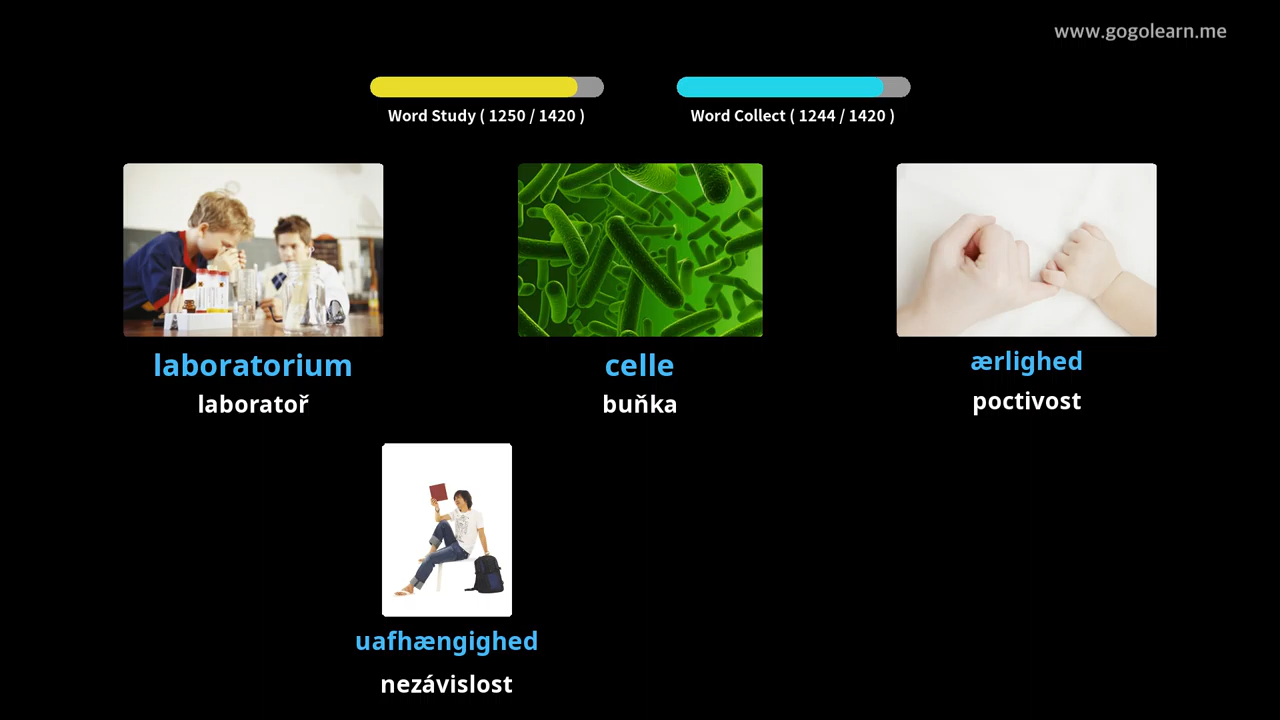 www.gogolearn.me
Word Study ( 1250 / 1420 )
Word Collect ( 1244 / 1420 )
laboratorium
laboratoř
celle
buňka
ærlighed
poctivost
uafhængighed
nezávislost